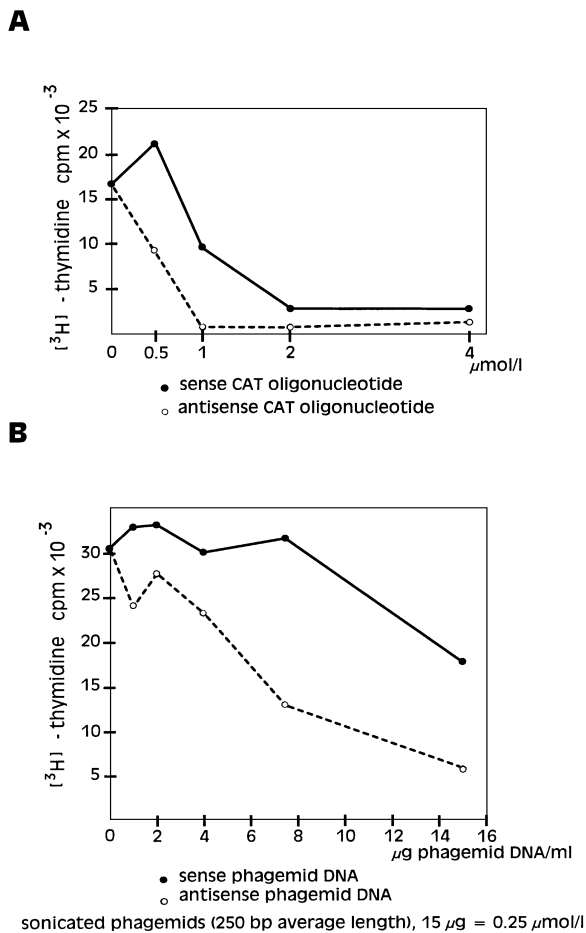 A
[³H] - thymidine cpm x 10 -3
25
20
15
10
5
0 0.5 1 2 4
µmol/l
● sense CAT oligonucleotide
○ antisense CAT oligonucleotide
B
[³H] - thymidine cpm x 10 -3
30
25
20
15
10
5
0 2 4 6 8 10 12 14 16
µg phagemid DNA/ml
● sense phagemid DNA
○ antisense phagemid DNA
sonicated phagemids (250 bp average length), 15 µg = 0.25 µmol/l